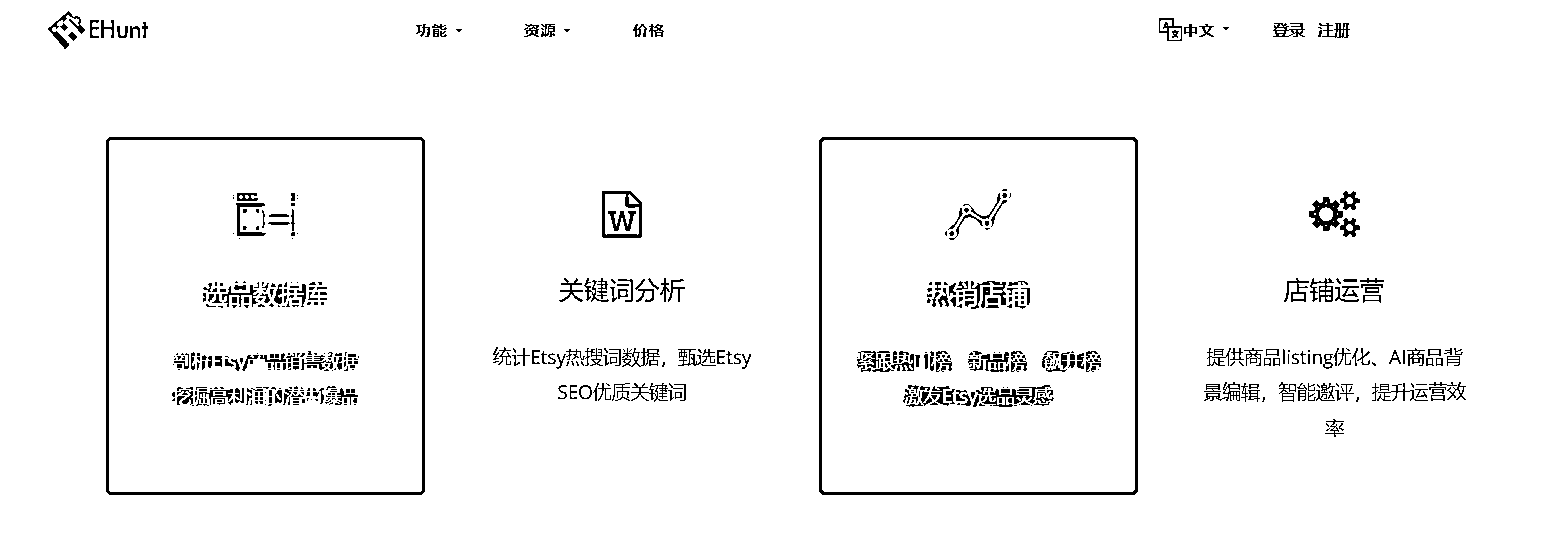 EHunt
功能
资源
价格
中文
登录 注册
选品数据库
剖析Etsy产品销售数据
挖掘高利润的潜力爆品
关键词分析
统计Etsy热搜词数据，甄选Etsy
SEO优质关键词
热销店铺
紧跟热门榜 新品榜 飙升榜
激发Etsy选品灵感
店铺运营
提供商品listing优化、AI商品背
景编辑，智能邀评，提升运营效
率